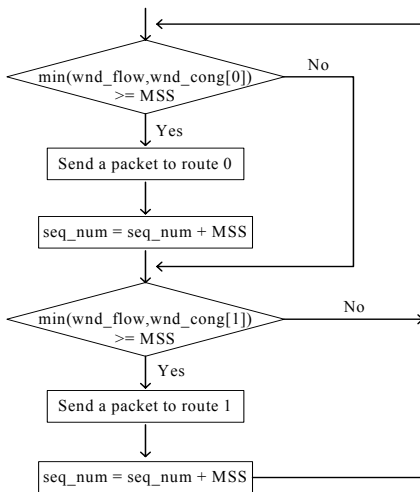 min(wnd_flow,wnd_cong[0])
>= MSS
No
Yes
Send a packet to route 0
seq_num = seq_num + MSS
min(wnd_flow,wnd_cong[1])
>= MSS
No
Yes
Send a packet to route 1
seq_num = seq_num + MSS